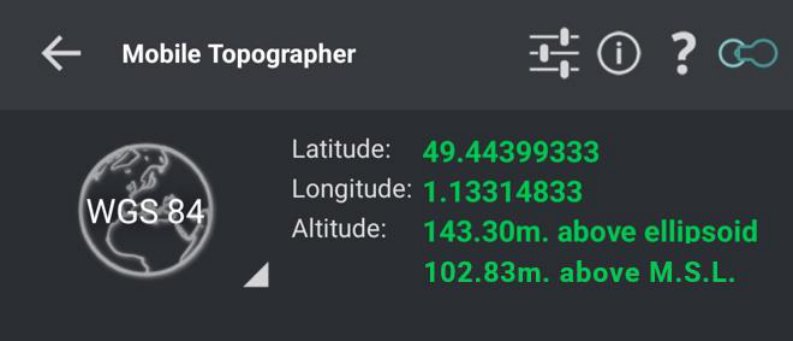 Mobile Topographer
WGS 84
Latitude: 49.44399333
Longitude: 1.13314833
Altitude: 143.30m. above ellipsoid
102.83m. above M.S.L.